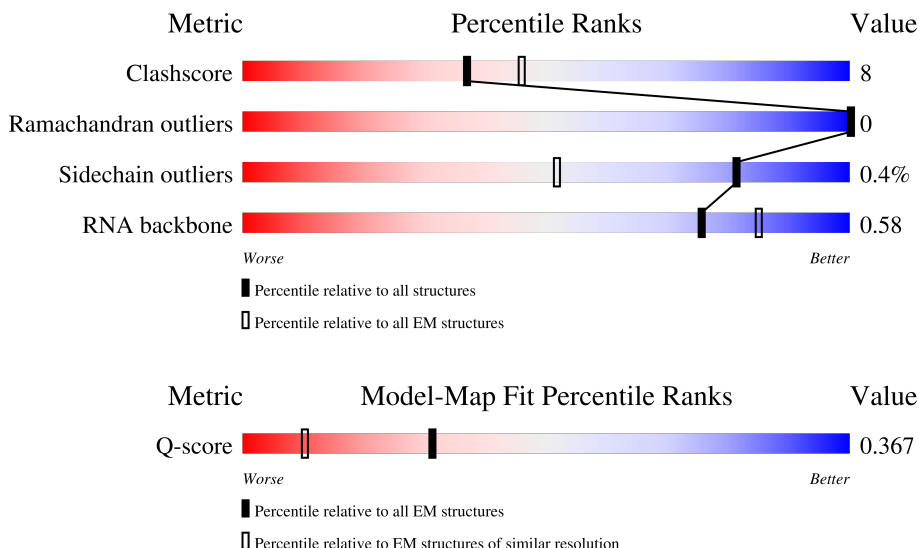 Metric Percentile Ranks Value
Clashscore 8
Ramachandran outliers 0
Sidechain outliers 0.4%
RNA backbone 0.58
Worse Better
Percentile relative to all structures
Percentile relative to all EM structures
Metric Model-Map Fit Percentile Ranks Value
Q-score 0.367
Worse Better
Percentile relative to all EM structures
Percentile relative to EM structures of similar resolution